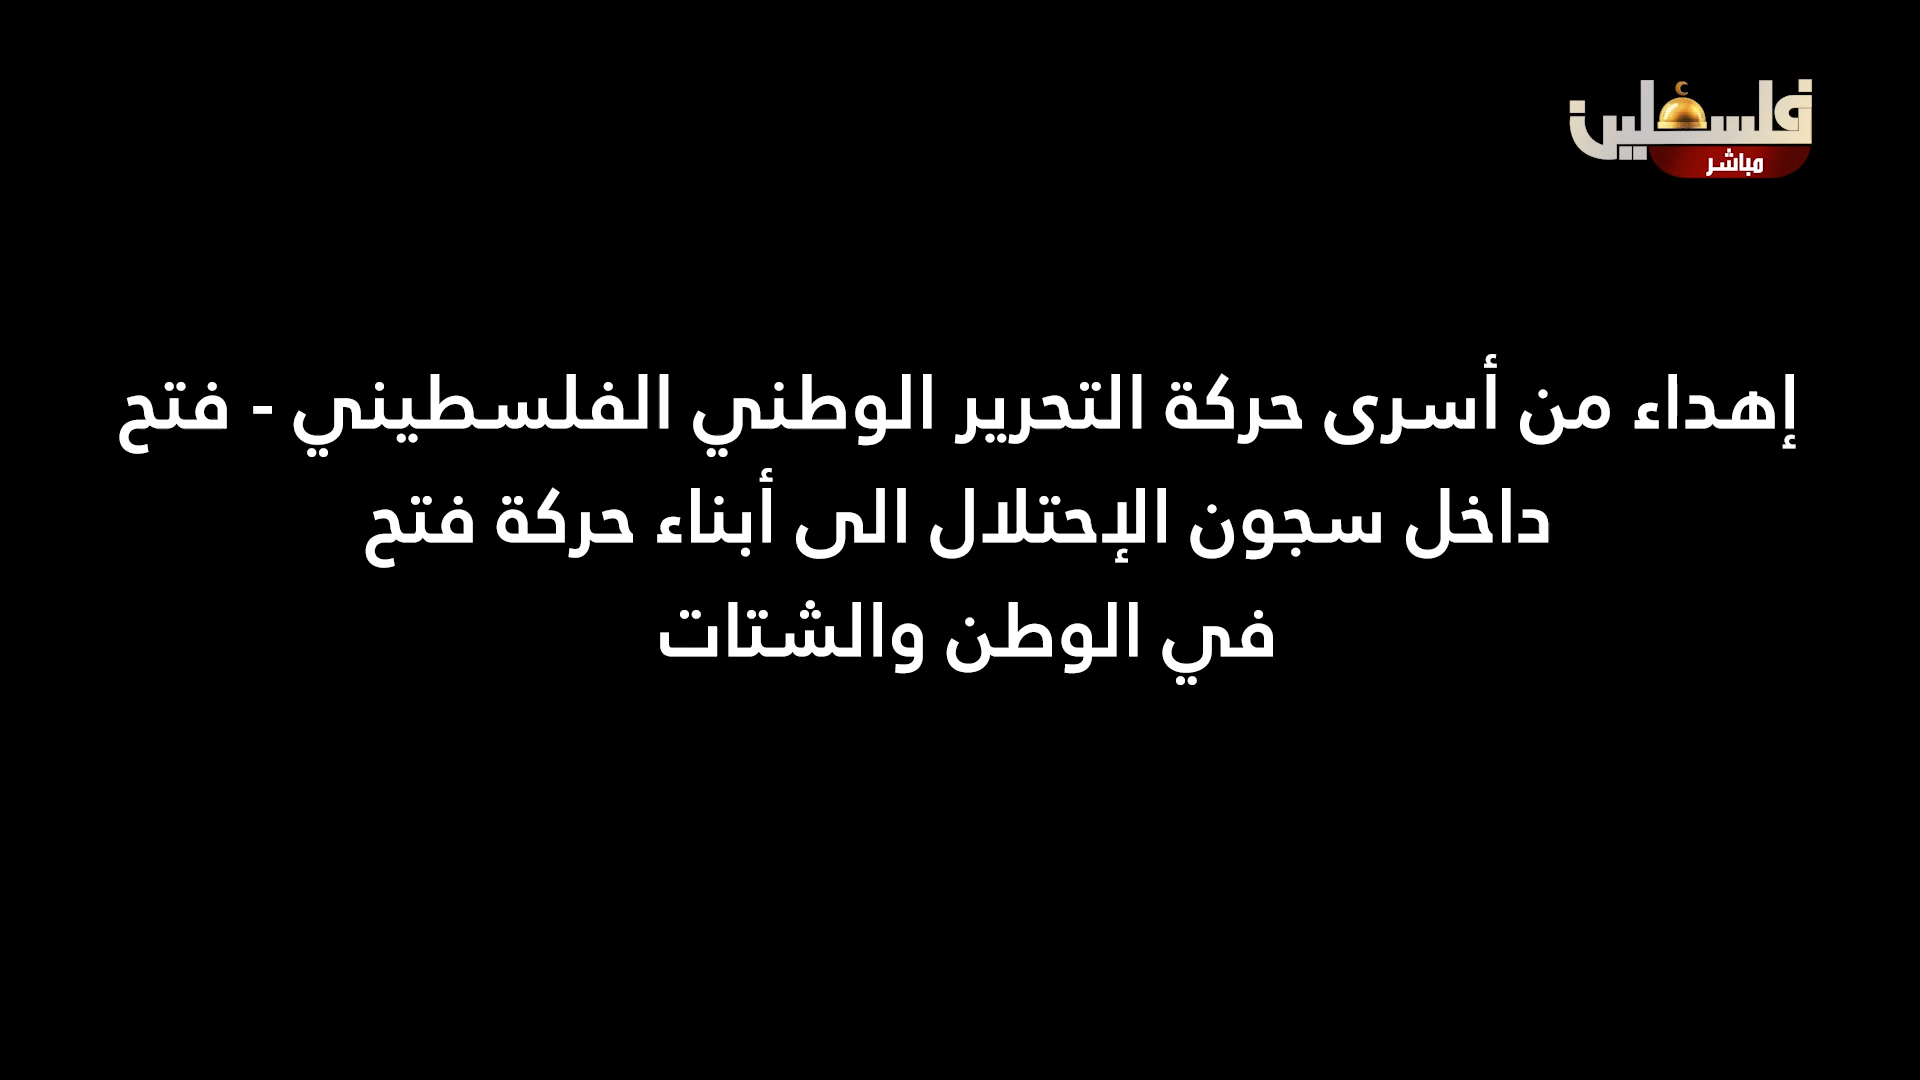 فلسطين
مباشر
إهداء من أسرى حركة التحرير الوطني الفلسطيني - فتح
داخل سجون الإحتلال الى أبناء حركة فتح
في الوطن والشتات